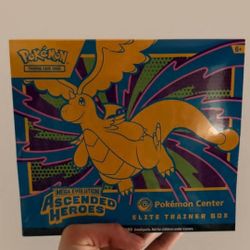 Pokémon
TRADING CARD GAME
6+
MEGA EVOLUTION
ASCENDED
HEROES
Pokémon Center
ELITE TRAINER BOX